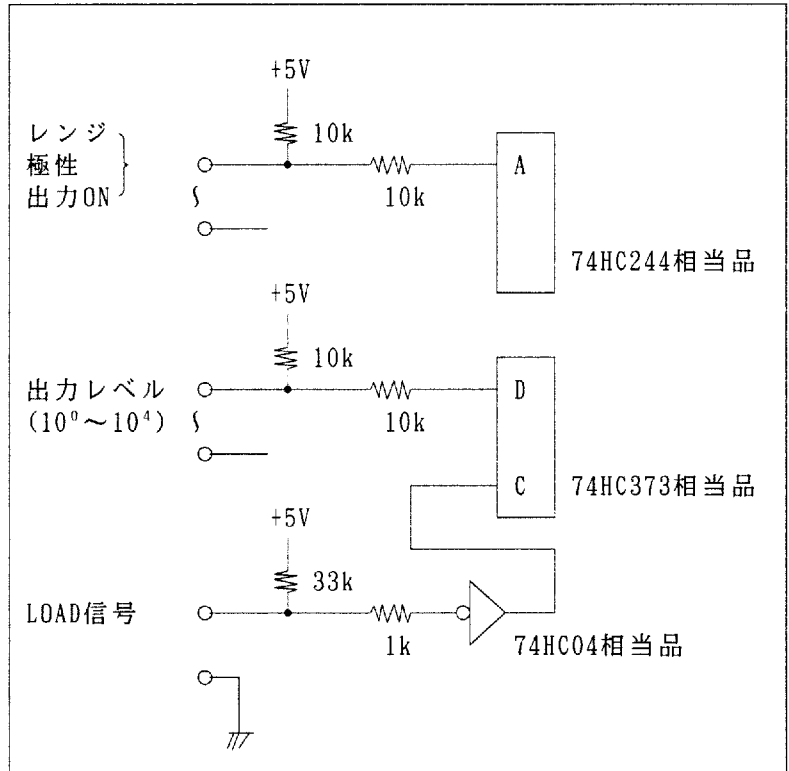 +5V
10k
レンジ
極性
出力ON
10k
A
74HC244相当品
+5V
10k
出力レベル
(10⁰～10⁴)
10k
D
C
74HC373相当品
+5V
33k
LOAD信号
1k
74HC04相当品